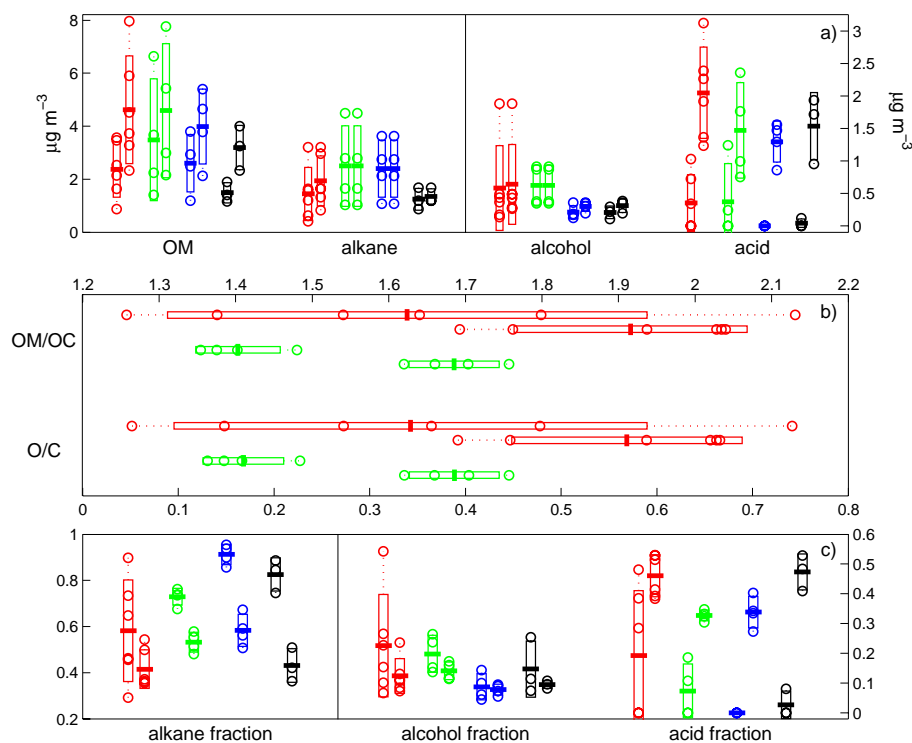 8
6
4
2
0
µg m⁻³
a)
3
2
1
0.5
0
µg m⁻³
OM
alkane
alcohol
acid
1.2 1.3 1.4 1.5 1.6 1.7 1.8 1.9 2 2.1 2.2
b)
OM/OC
O/C
0 0.1 0.2 0.3 0.4 0.5 0.6 0.7 0.8
1
0.8
0.6
0.4
0.2
c)
0.6
0.5
0.4
0.3
0.2
0.1
0
alkane fraction
alcohol fraction
acid fraction